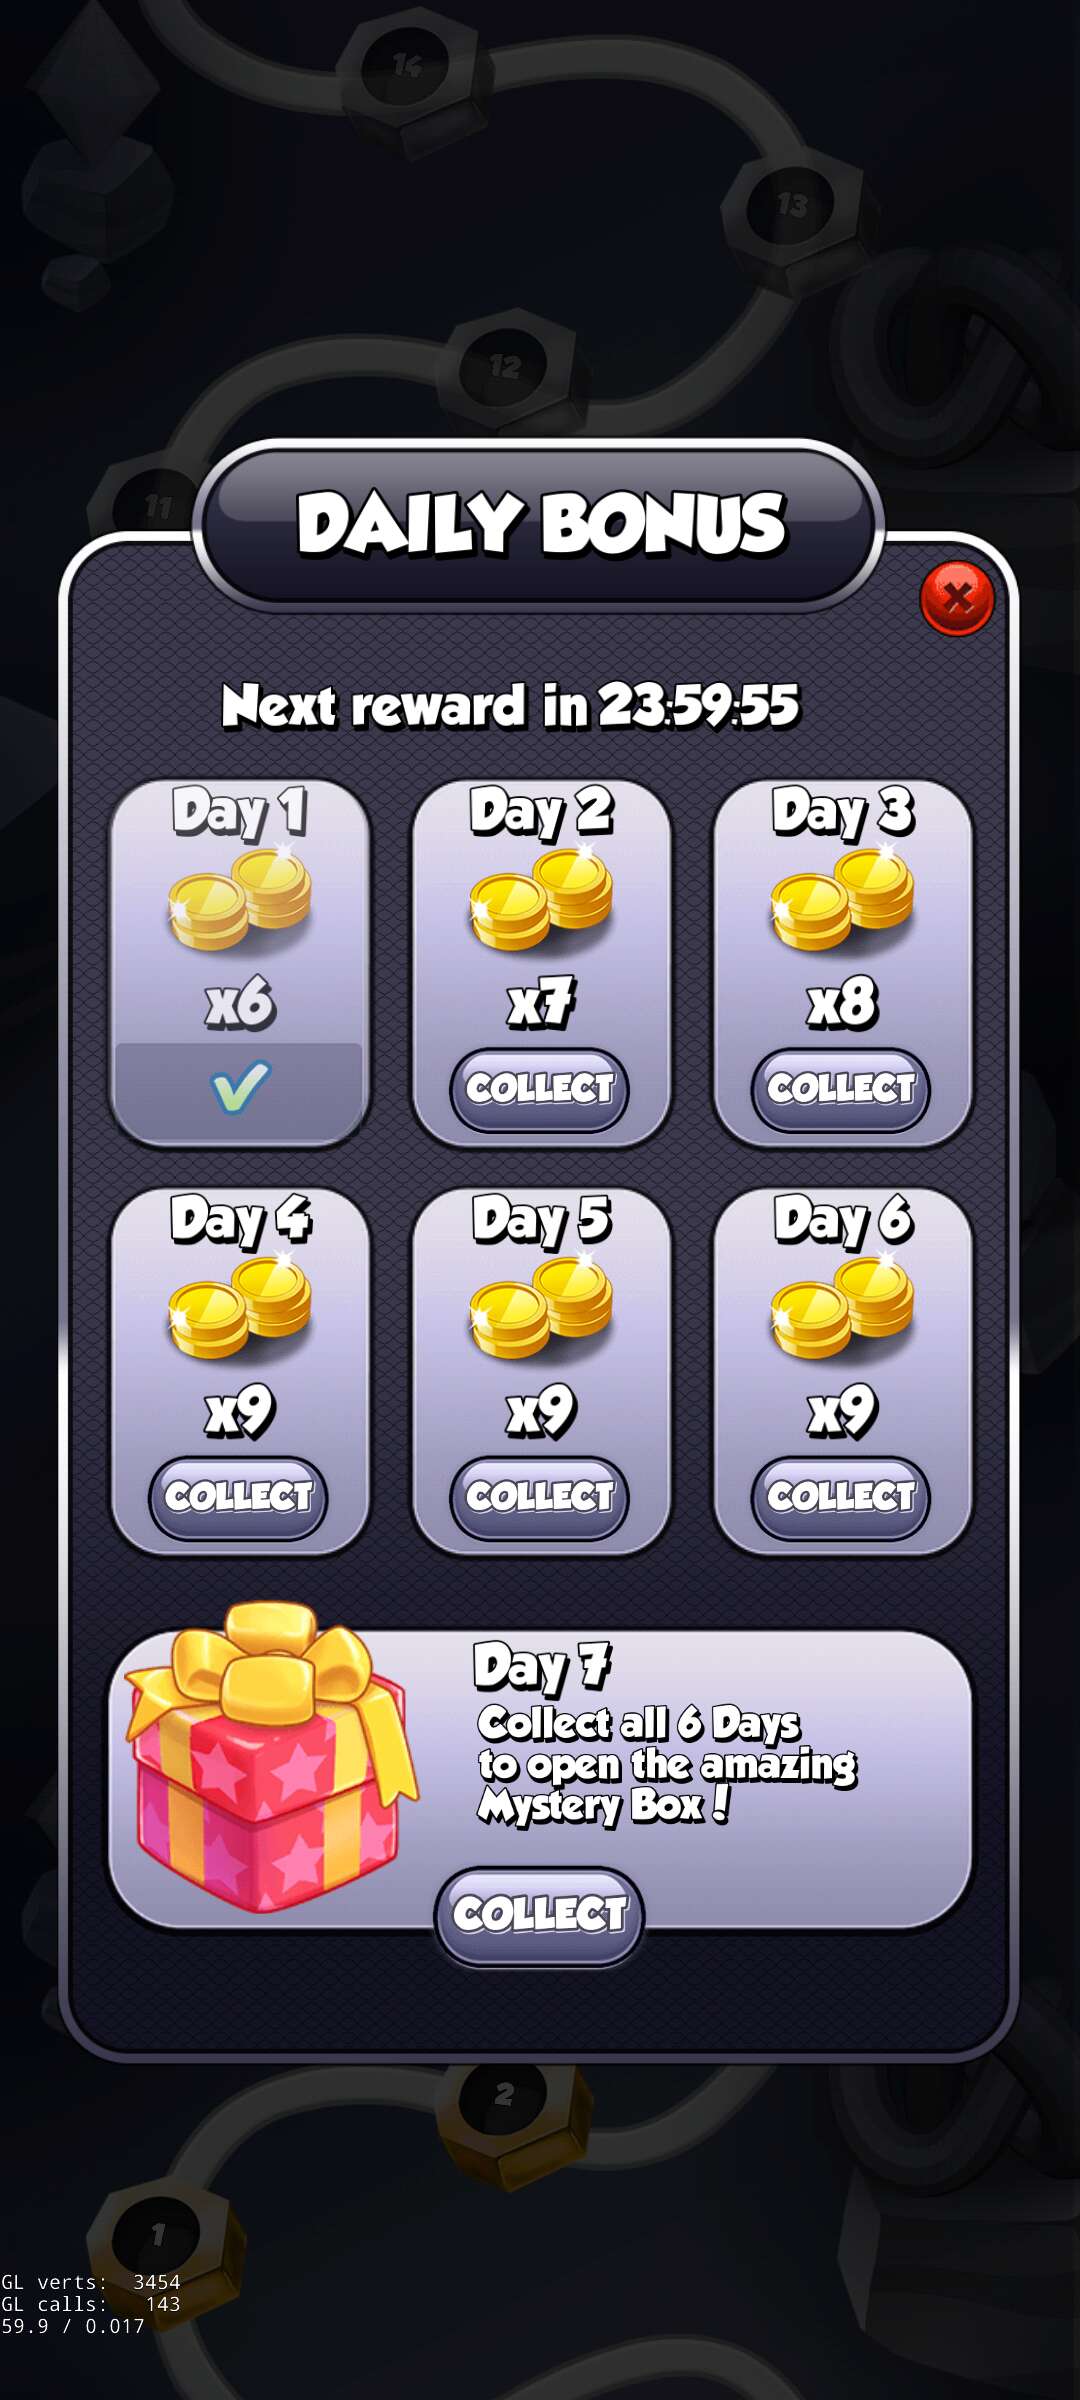 14
13
12
11
DAILY BONUS
Next reward in 23:59:55
Day 1
x6
Day 2
x7
COLLECT
Day 3
x8
COLLECT
Day 4
x9
COLLECT
Day 5
x9
COLLECT
Day 6
x9
COLLECT
Day 7
Collect all 6 Days
to open the amazing
Mystery Box!
COLLECT
2
1
GL verts: 3454
GL calls: 143
59.9 / 0.017